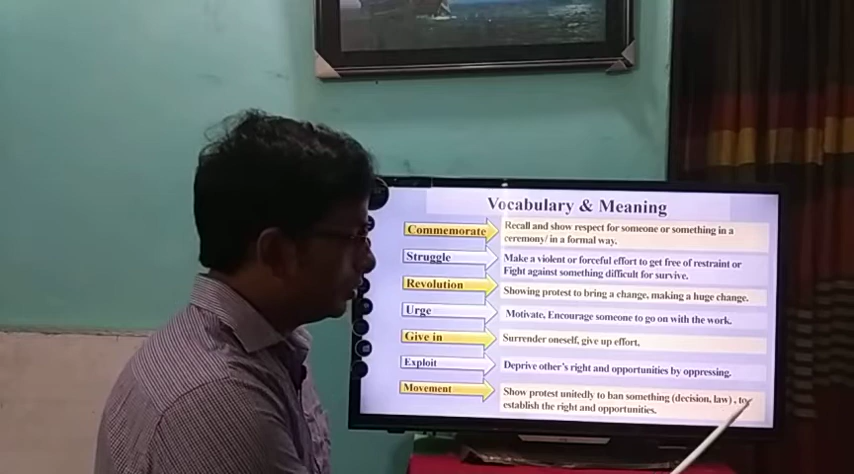 Vocabulary & Meaning
Commemorate
Recall and show respect for someone or something in a
ceremony/ in a formal way.
Struggle
Make a violent or forceful effort to get free of restraint or
Fight against something difficult for survive.
Revolution
Showing protest to bring a change, making a huge change.
Urge
Motivate, Encourage someone to go on with the work.
Give in
Surrender oneself, give up effort,
Exploit
Deprive other's right and opportunities by oppressing.
Movement
Show protest unitedly to ban something (decision, law) , to
establish the right and opportunities.